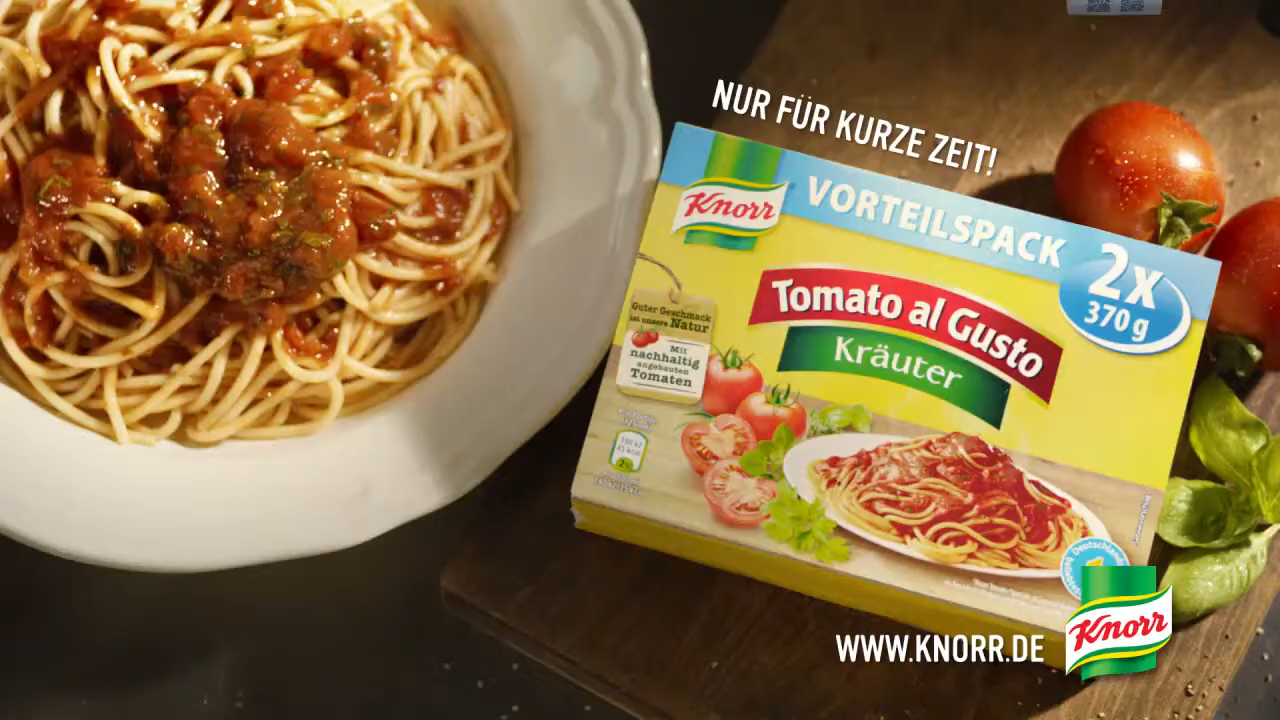 NUR FÜR KURZE ZEIT!
Knorr
VORTEILSPACK
2x
370 g
Tomato al Gusto
Kräuter
Guter Geschmack
ist unsere Natur
Mit
nachhaltig
angebauten
Tomaten
Deutschland
WWW.KNORR.DE
Knorr